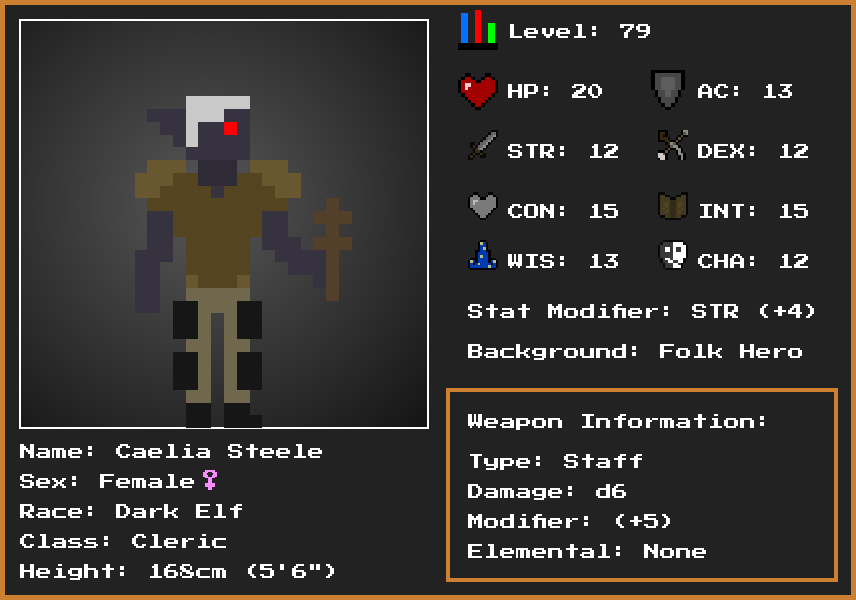 Level: 79
HP: 20 AC: 13
STR: 12 DEX: 12
CON: 15 INT: 15
WIS: 13 CHA: 12
Stat Modifier: STR (+4)
Background: Folk Hero
Weapon Information:
Type: Staff
Damage: d6
Modifier: (+5)
Elemental: None
Name: Caelia Steele
Sex: Female♀
Race: Dark Elf
Class: Cleric
Height: 168cm (5'6")